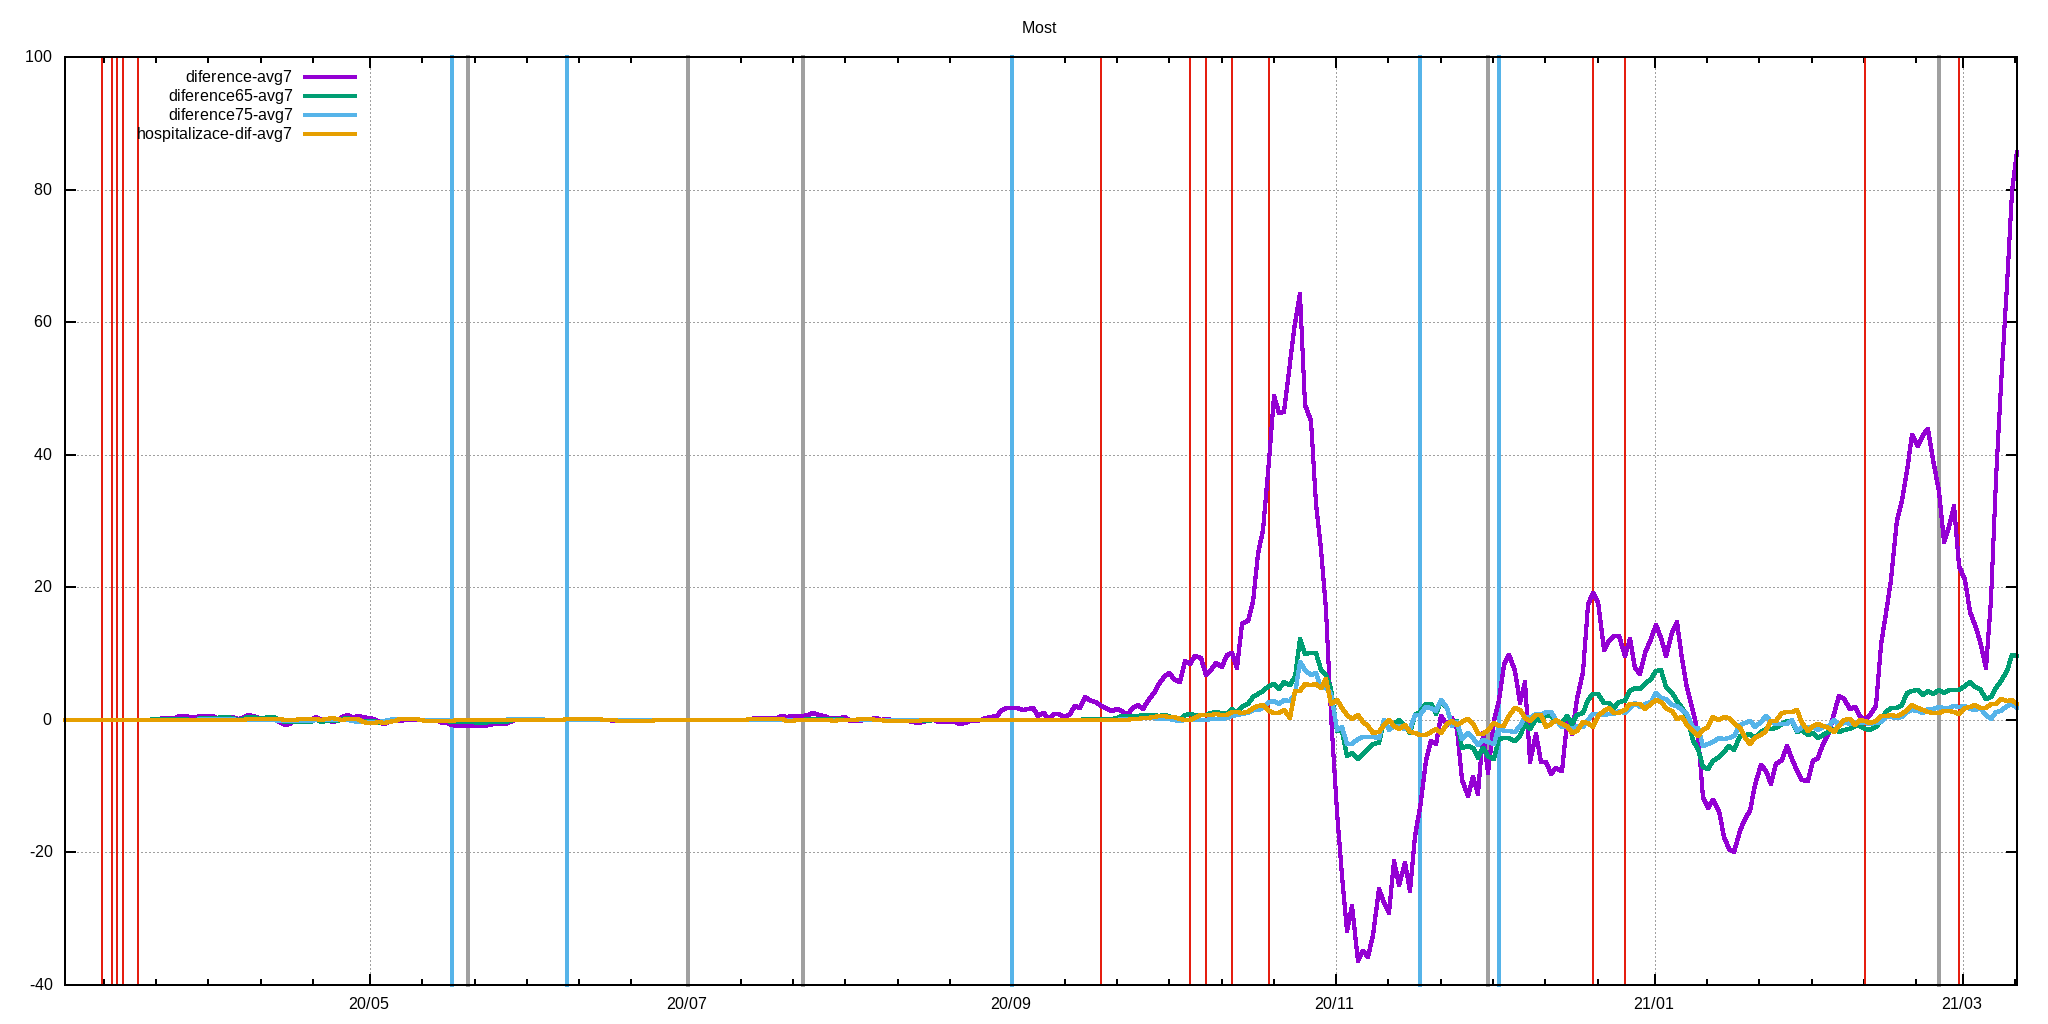 Most
100
80
60
40
20
0
-20
-40
diference-avg7
diference65-avg7
diference75-avg7
hospitalizace-dif-avg7
20/05 20/07 20/09 20/11 21/01 21/03